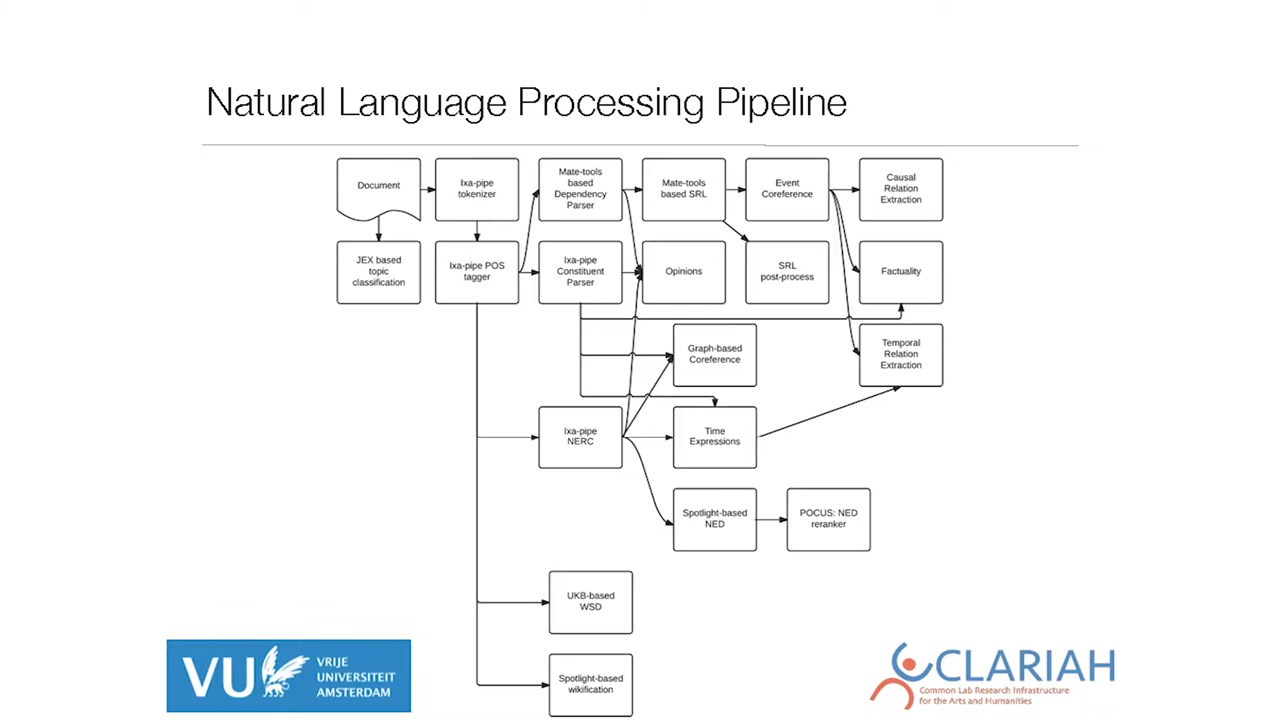 Natural Language Processing Pipeline
Document
Ixa-pipe
tokenizer
Mate-tools
based
Dependency
Parser
Mate-tools
based SRL
Event
Coreference
Causal
Relation
Extraction
JEX based
topic
classification
Ixa-pipe POS
tagger
Ixa-pipe
Constituent
Parser
Opinions
SRL
post-process
Factuality
Graph-based
Coreference
Temporal
Relation
Extraction
Ixa-pipe
NERC
Time
Expressions
Spotlight-based
NED
POCUS: NED
reranker
UKB-based
WSD
Spotlight-based
wikification
VU
VRIJE
UNIVERSITEIT
AMSTERDAM
CLARIAH
Common Lab Research Infrastructure
for the Arts and Humanities